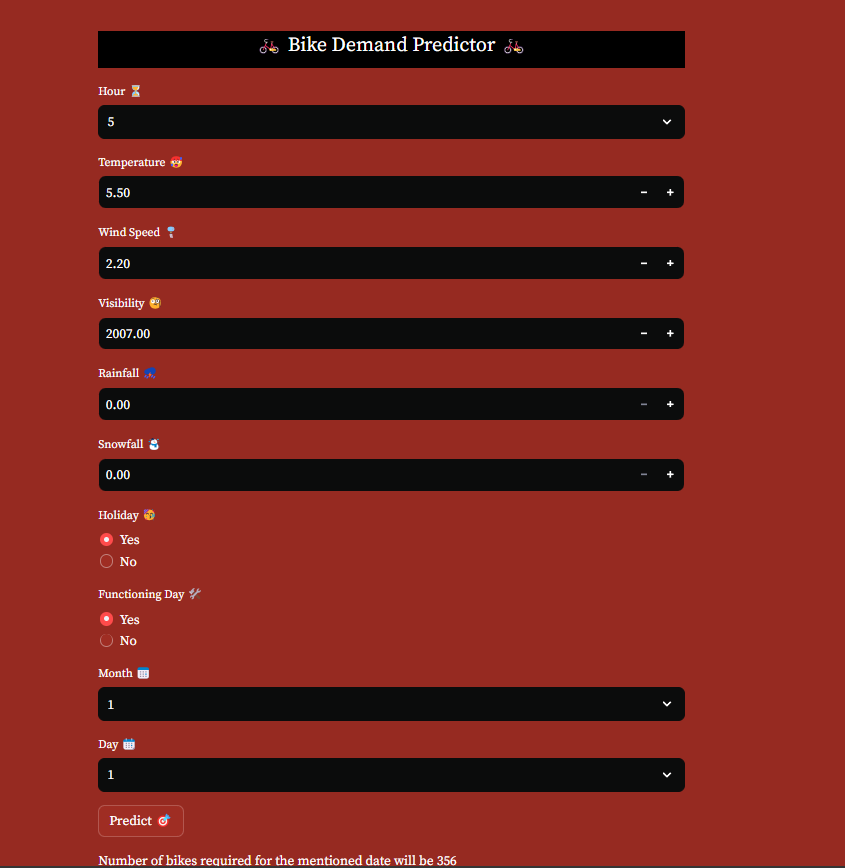 Bike Demand Predictor
Hour
5
Temperature
5.50
Wind Speed
2.20
Visibility
2007.00
Rainfall
0.00
Snowfall
0.00
Holiday
Yes
No
Functioning Day
Yes
No
Month
1
Day
1
Predict
Number of bikes required for the mentioned date will be 356